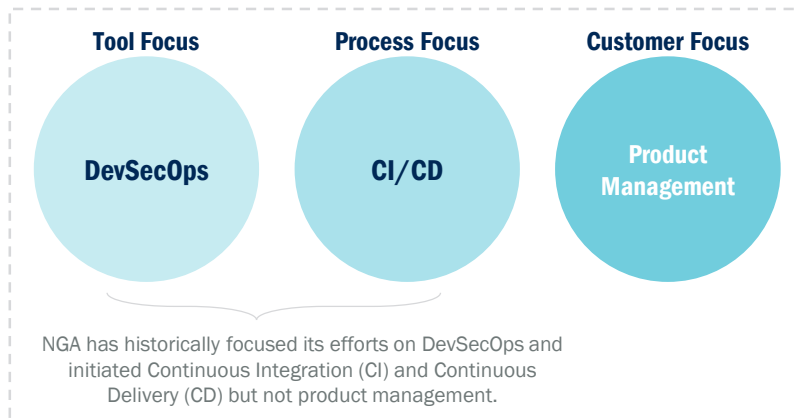 Tool Focus
Process Focus
Customer Focus
DevSecOps
CI/CD
Product
Management
NGA has historically focused its efforts on DevSecOps and
initiated Continuous Integration (CI) and Continuous
Delivery (CD) but not product management.